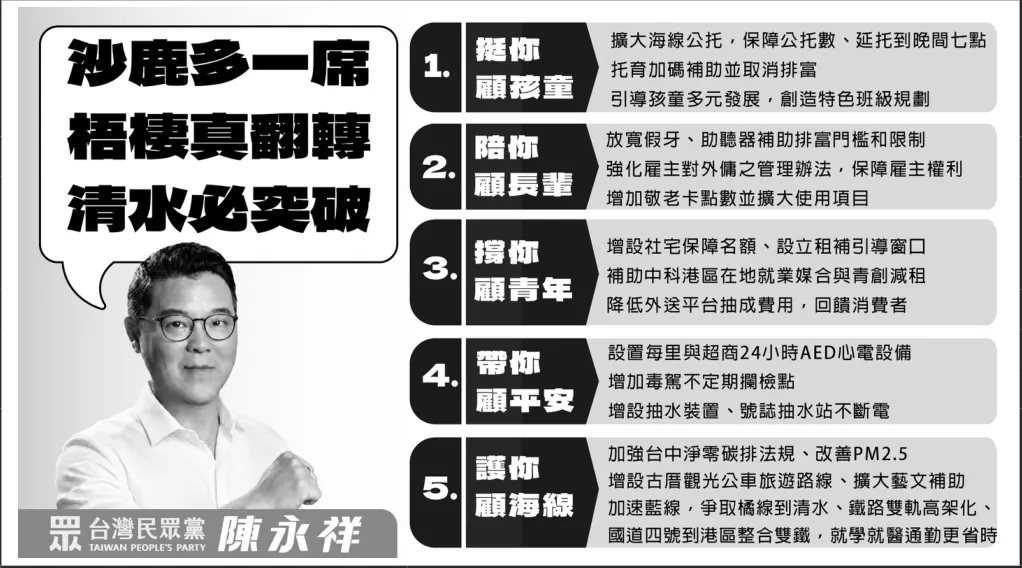 沙鹿多一席
梧棲真翻轉
清水必突破
眾 台灣民眾黨
TAIWAN PEOPLE'S PARTY
陳永祥
1.
挺你
顧孩童
擴大海線公托，保障公托數、延托到晚間七點
托育加碼補助並取消排富
引導孩童多元發展，創造特色班級規劃
2.
陪你
顧長輩
放寬假牙、助聽器補助排富門檻和限制
強化雇主對外傭之管理辦法，保障雇主權利
增加敬老卡點數並擴大使用項目
3.
撐你
顧青年
增設社宅保障名額、設立租補引導窗口
補助中科港區在地就業媒合與青創減租
降低外送平台抽成費用，回饋消費者
4.
帶你
顧平安
設置每里與超商24小時AED心電設備
增加毒駕不定期攔檢點
增設抽水裝置、號誌抽水站不斷電
5.
護你
顧海線
加強台中淨零碳排法規、改善PM2.5
增設古厝觀光公車旅遊路線、擴大藝文補助
加速藍線，爭取橘線到清水、鐵路雙軌高架化、
國道四號到港區整合雙鐵，就學就醫通勤更省時